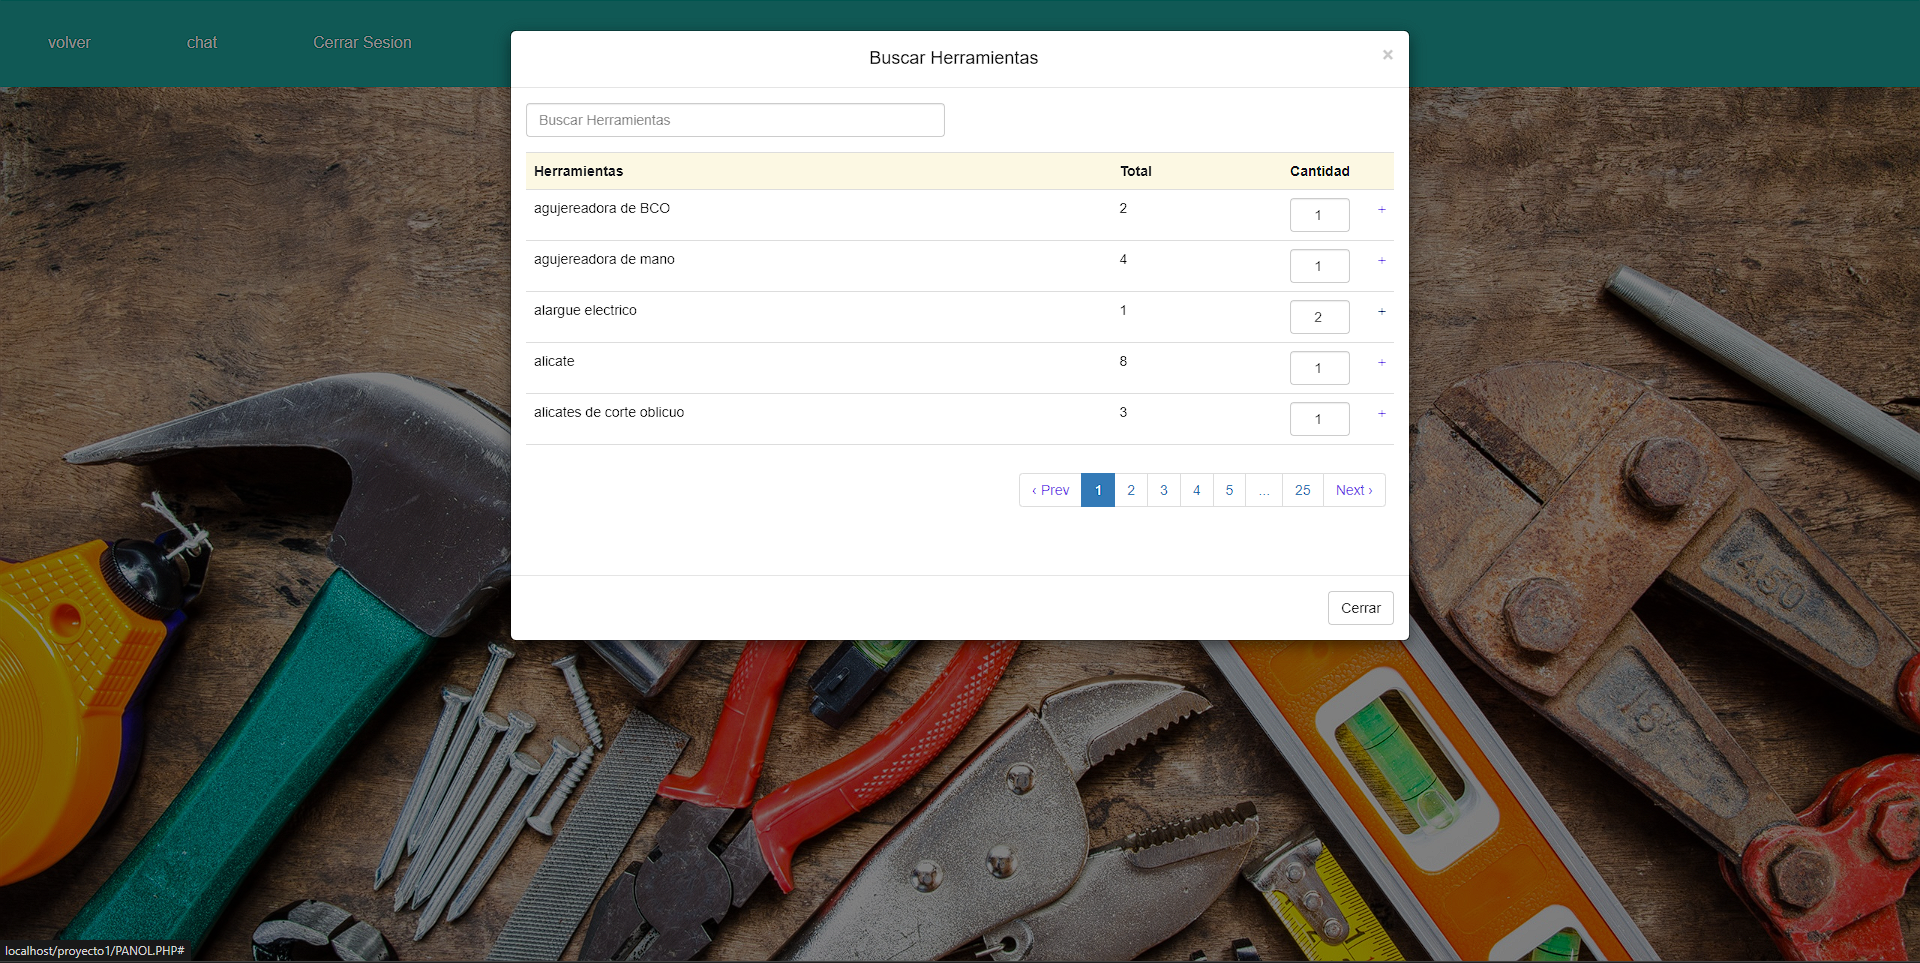 volver chat Cerrar Sesion
Buscar Herramientas ×
Buscar Herramientas
Herramientas Total Cantidad
agujereadora de BCO 2 1 +
agujereadora de mano 4 1 +
alargue electrico 1 2 +
alicate 8 1 +
alicates de corte oblicuo 3 1 +
‹ Prev 1 2 3 4 5 ... 25 Next ›
Cerrar
450
localhost/proyecto1/PANOL.PHP#